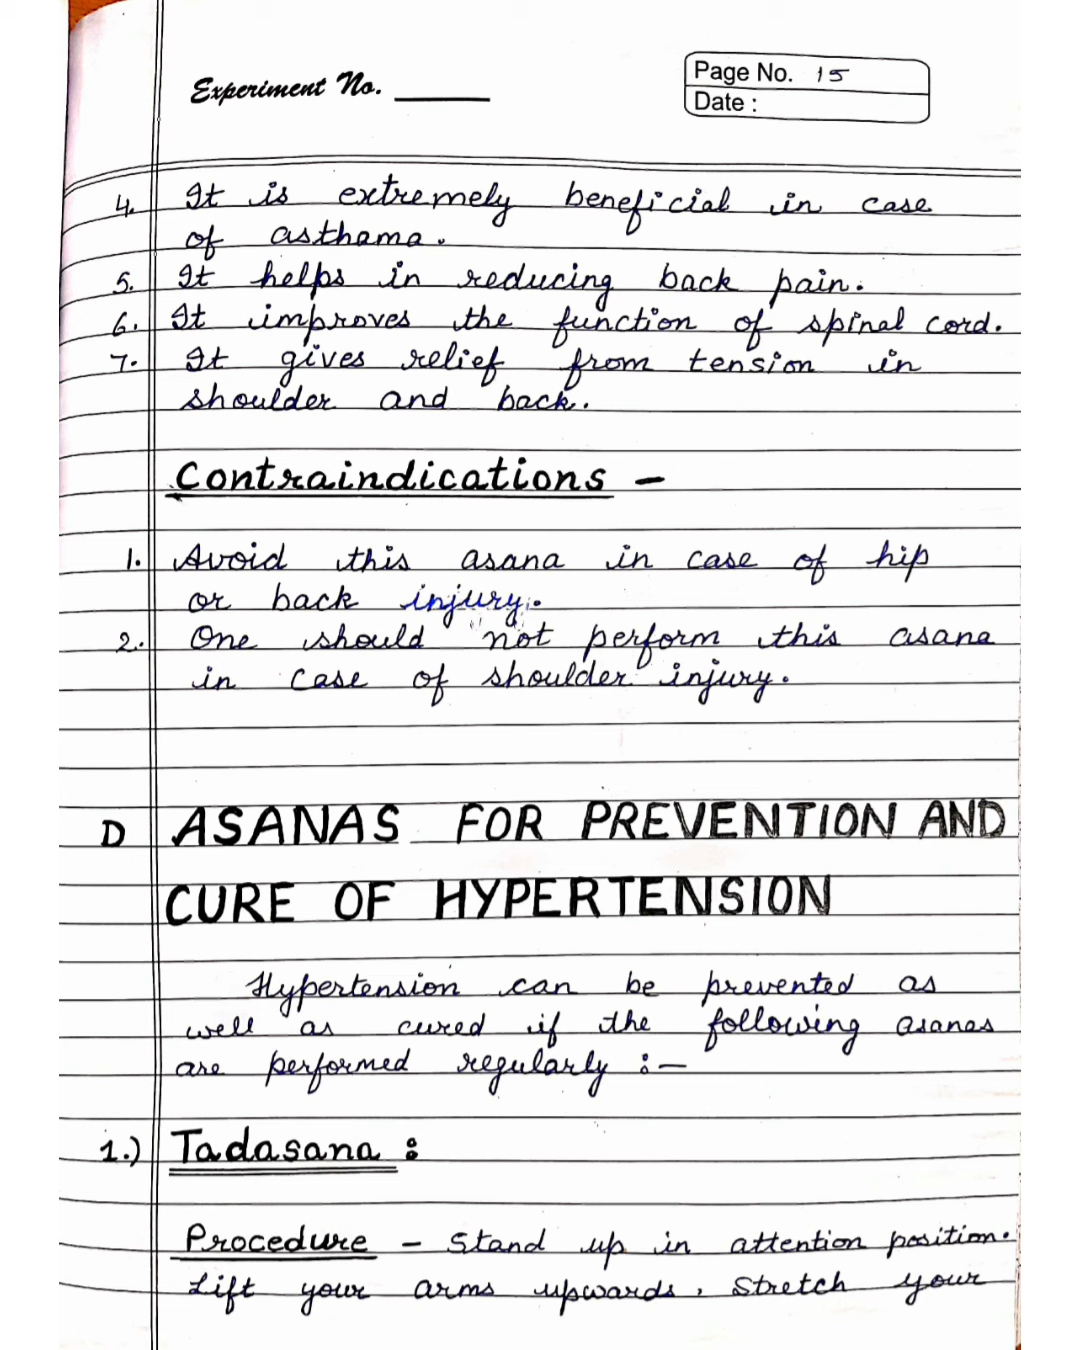 Experiment No. ______
Page No. 15
Date :
4. It is extremely beneficial in case
of asthama.
5. It helps in reducing back pain.
6. It improves the function of spinal cord.
7. It gives relief from tension in
shoulder and back.
Contraindications -
1. Avoid this asana in case of hip
or back injury.
2. One should not perform this asana
in case of shoulder injury.
D ASANAS FOR PREVENTION AND
CURE OF HYPERTENSION
Hypertension can be prevented as
well as cured if the following asanas
are performed regularly :-
1.) Tadasana :
Procedure - Stand up in attention position.
Lift your arms upwards, Stretch your